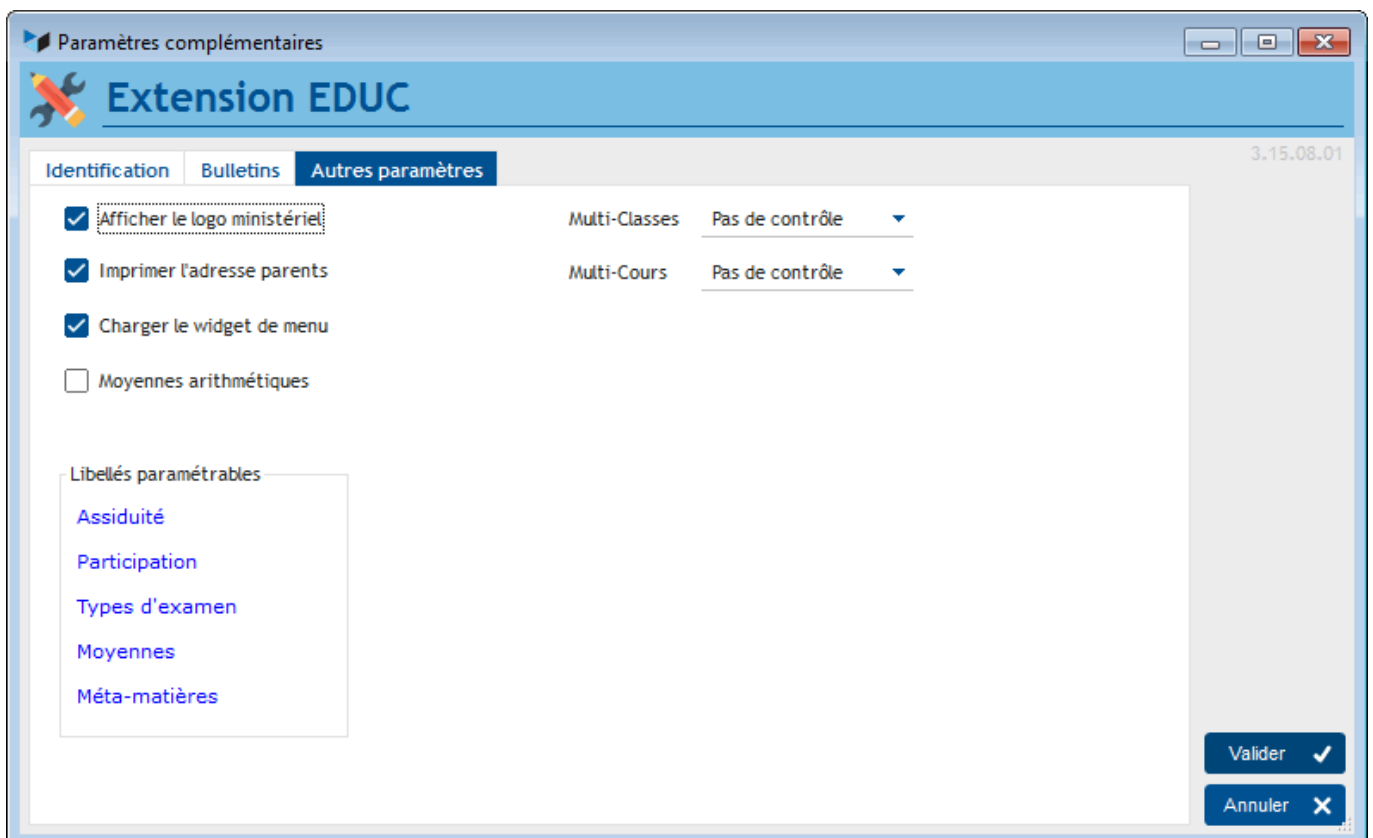 Paramètres complémentaires
Extension EDUC
3.15.08.01
Identification Bulletins Autres paramètres
Afficher le logo ministériel Multi-Classes Pas de contrôle
Imprimer l'adresse parents Multi-Cours Pas de contrôle
Charger le widget de menu
Moyennes arithmétiques
Libellés paramétrables
Assiduité
Participation
Types d'examen
Moyennes
Méta-matières
Valider
Annuler